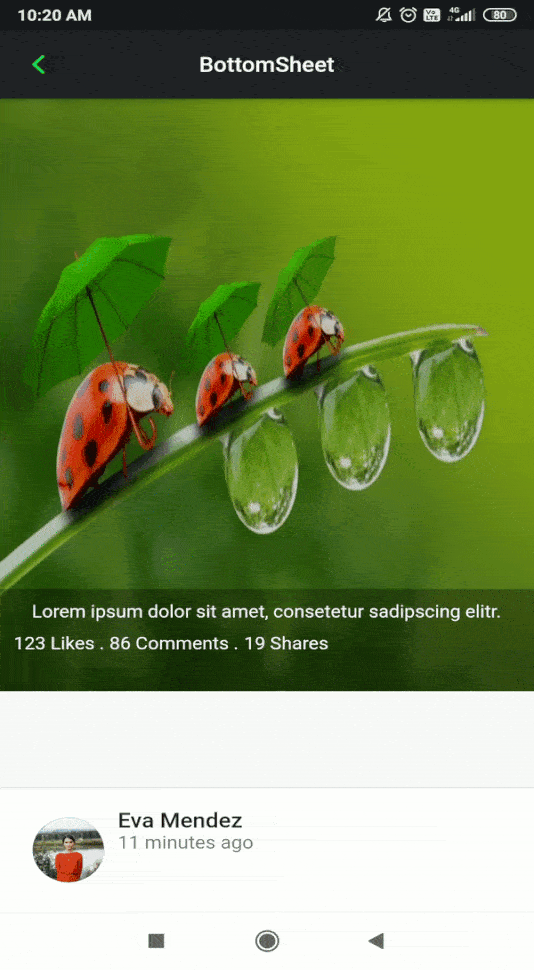 10:20 AM
Vo
LTE
4G
80
BottomSheet
Lorem ipsum dolor sit amet, consetetur sadipscing elitr.
123 Likes . 86 Comments . 19 Shares
Eva Mendez
11 minutes ago